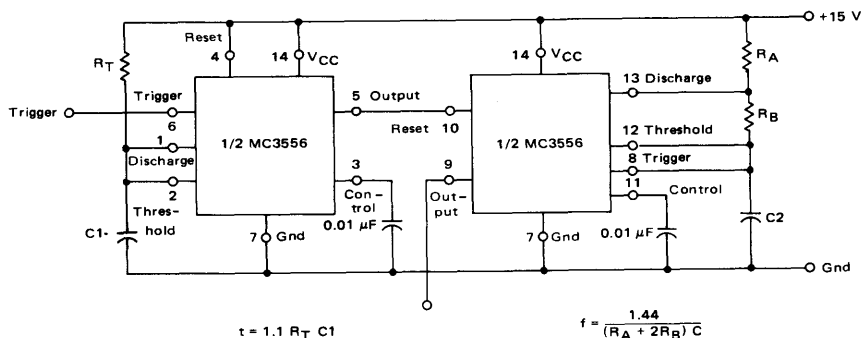 +15 V
Reset
4
14
VCC
RT
Trigger
Trigger
6
1
Discharge
2
Thres-
hold
C1-
1/2 MC3556
5 Output
3
Con-
trol
0.01 µF
7
Gnd
14
VCC
Reset 10
9
Out-
put
1/2 MC3556
13 Discharge
RA
RB
12 Threshold
8 Trigger
11
Control
0.01 µF
C2
7
Gnd
Gnd
t = 1.1 RT C1
f = 1.44
(RA + 2RB) C